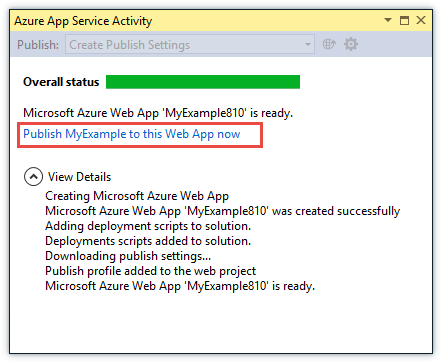 Azure App Service Activity
Publish: Create Publish Settings
Overall status
Microsoft Azure Web App 'MyExample810' is ready.
Publish MyExample to this Web App now
View Details
Creating Microsoft Azure Web App
Microsoft Azure Web App 'MyExample810' was created successfully
Adding deployment scripts to solution.
Deployments scripts added to solution.
Downloading publish settings...
Publish profile added to the web project
Microsoft Azure Web App 'MyExample810' is ready.